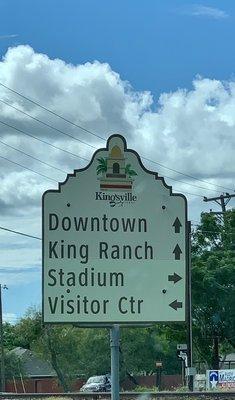 Kingsville
Downtown
King Ranch
Stadium
Visitor Ctr